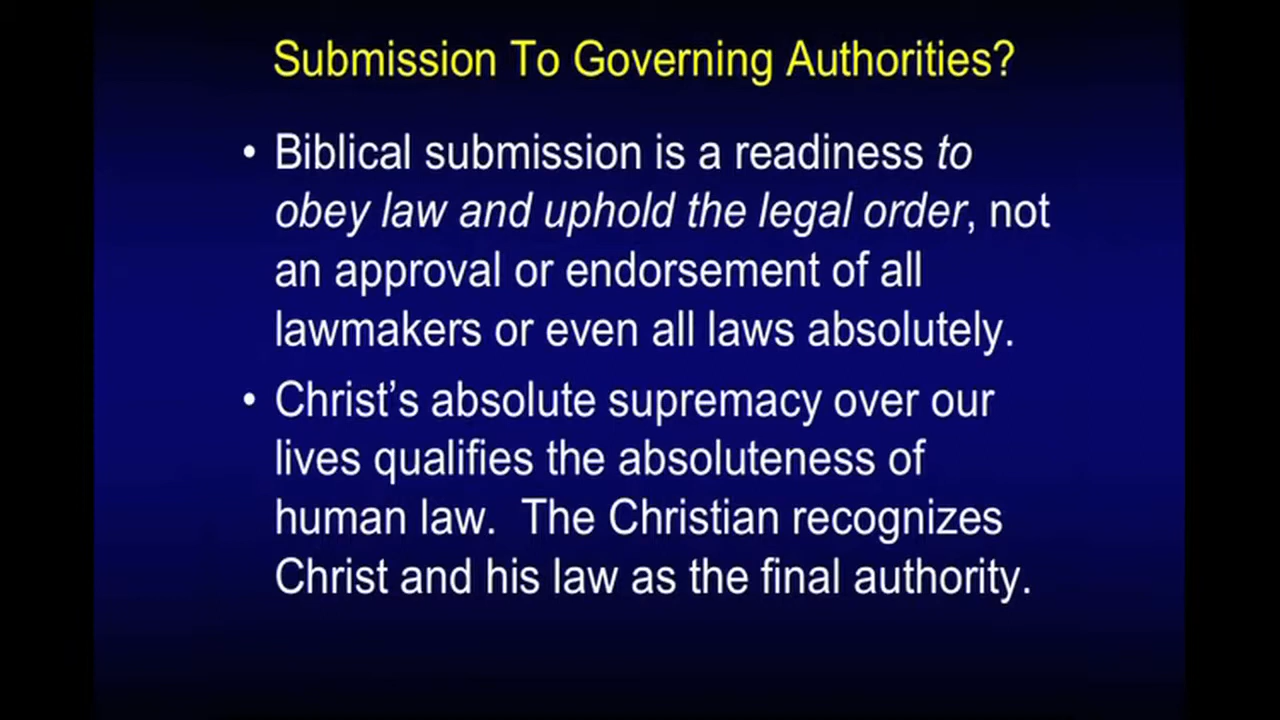 Submission To Governing Authorities?
• Biblical submission is a readiness to
obey law and uphold the legal order, not
an approval or endorsement of all
lawmakers or even all laws absolutely.
• Christ’s absolute supremacy over our
lives qualifies the absoluteness of
human law.  The Christian recognizes
Christ and his law as the final authority.